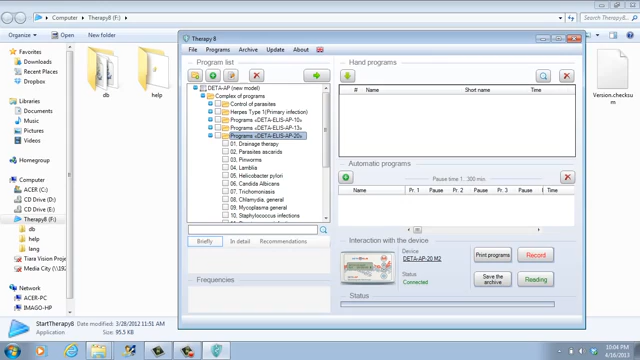 Computer ▸ Therapy8 (F:) ▸
Search Therapy8 (F:)
Organize ▾
Open
New folder
Favorites
Downloads
Recent Places
Dropbox
Libraries
Documents
Music
Pictures
Videos
Homegroup
Computer
ACER (C:)
CD Drive (D:)
CD Drive (E:)
Therapy8 (F:)
db
help
lang
Tiara Vision Projec
Media City (\\192
Network
ACER-PC
IMAGO-HP
db
help
Version.checksum
Therapy 8
File
Programs
Archive
Update
About
Program list
DETA-AP (new model)
Complex of programs
Control of parasites
Herpes Type 1(Primary infection)
Programs «DETA-ELIS-AP-10»
Programs «DETA-ELIS-AP-13»
Programs «DETA-ELIS-AP-20»
01. Drainage therapy
02. Parasites ascarids
03. Pinworms
04. Lamblia
05. Helicobacter pylori
06. Candida Albicans
07. Trichomoniasis
08. Chlamydia. general
09. Mycoplasma general
10. Staphylococcus infections
Briefly
In detail
Recommendations
Frequencies
Hand programs
#
Name
Shot name
Time
Automatic programs
Pause time 1...300 min.
Name
Pr. 1
Pause
Pr. 2
Pause
Pr. 3
Pause
Time
Interaction with the device
Device
DETA-AP-20 M2
Status
Connected
Print programs
Record
Save the archive
Reading
Status
StartTherapy8
Date modified: 3/28/2012 11:51 AM
Application
Size: 95.5 KB
10:04 PM
4/16/2013